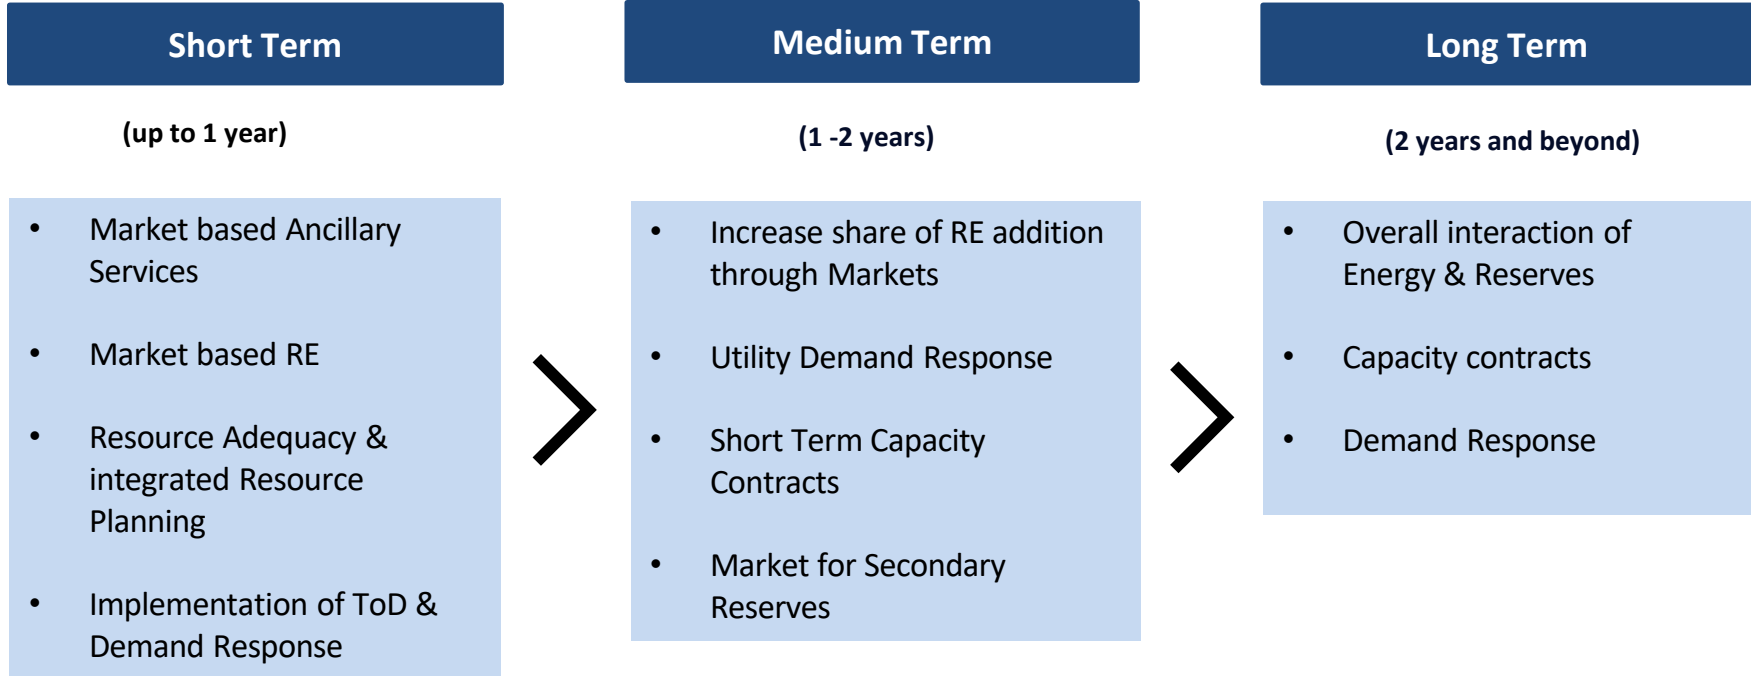 Short Term
(up to 1 year)
• Market based Ancillary
Services
• Market based RE
• Resource Adequacy &
integrated Resource
Planning
• Implementation of ToD &
Demand Response
Medium Term
(1 -2 years)
• Increase share of RE addition
through Markets
• Utility Demand Response
• Short Term Capacity
Contracts
• Market for Secondary
Reserves
Long Term
(2 years and beyond)
• Overall interaction of
Energy & Reserves
• Capacity contracts
• Demand Response